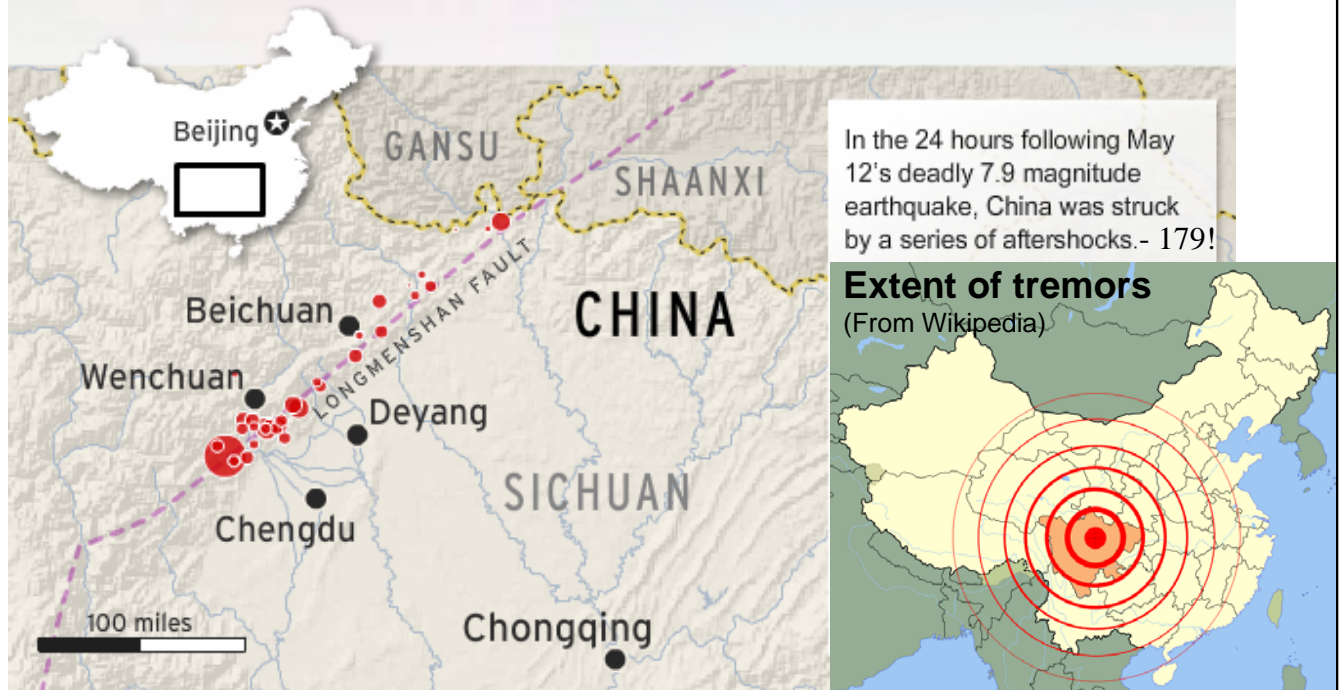 Beijing
GANSU
SHAANXI
In the 24 hours following May
12's deadly 7.9 magnitude
earthquake, China was struck
by a series of aftershocks.- 179!
Extent of tremors
(From Wikipedia)
Beichuan
CHINA
LONGMENSHAN FAULT
Wenchuan
Deyang
SICHUAN
Chengdu
100 miles
Chongqing